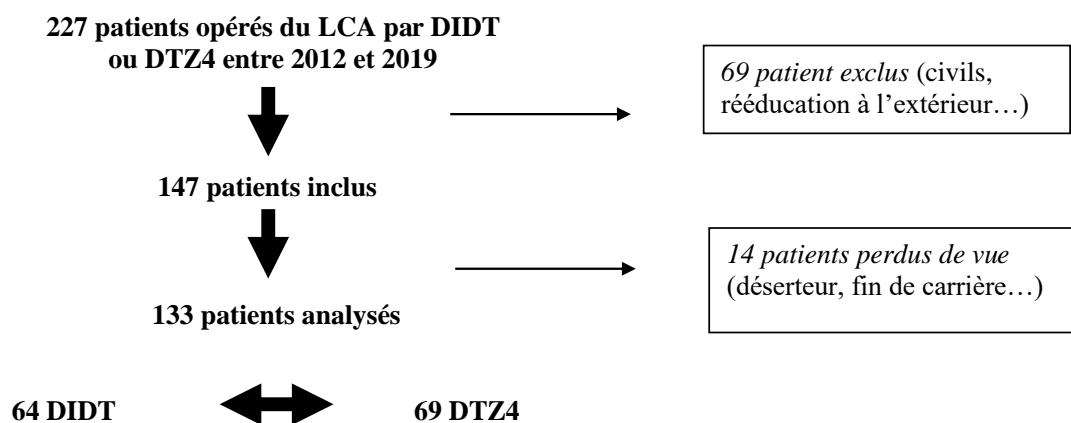 227 patients opérés du LCA par DIDT
ou DTZ4 entre 2012 et 2019
69 patient exclus (civils,
rééducation à l’extérieur…)
147 patients inclus
14 patients perdus de vue
(déserteur, fin de carrière…)
133 patients analysés
64 DIDT
69 DTZ4